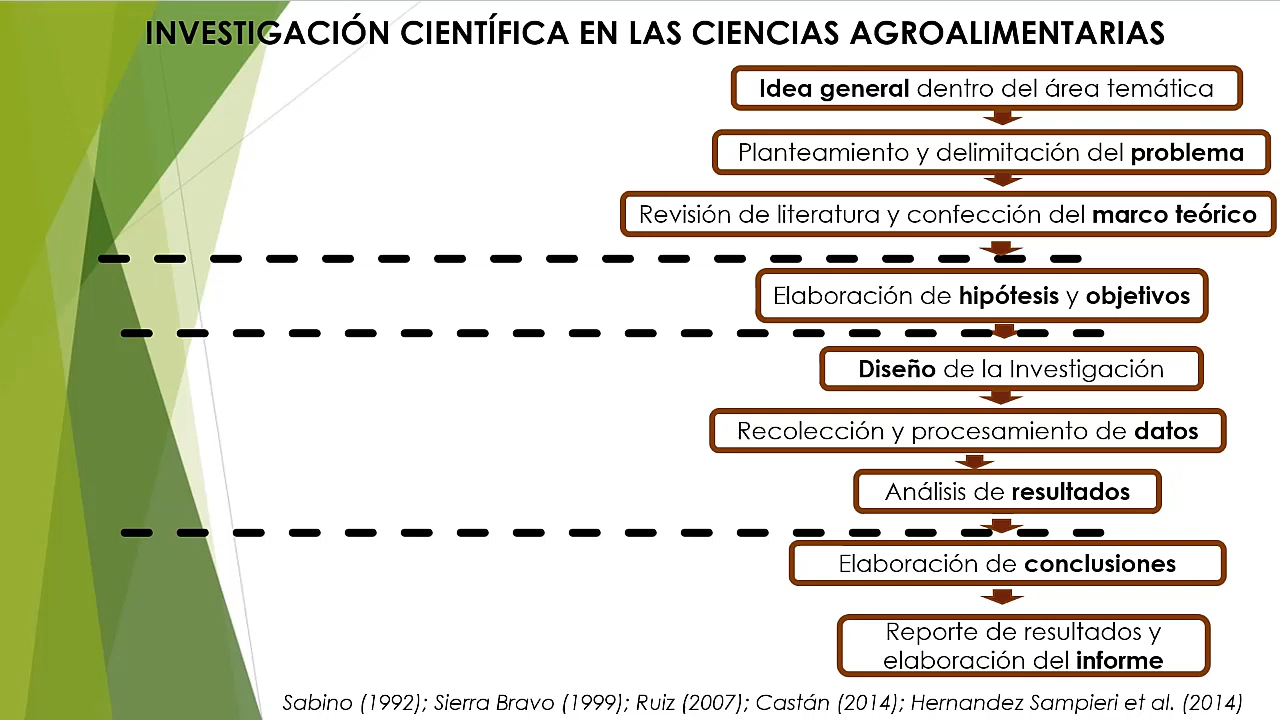 INVESTIGACIÓN CIENTÍFICA EN LAS CIENCIAS AGROALIMENTARIAS
Idea general dentro del área temática
Planteamiento y delimitación del problema
Revisión de literatura y confección del marco teórico
Elaboración de hipótesis y objetivos
Diseño de la Investigación
Recolección y procesamiento de datos
Análisis de resultados
Elaboración de conclusiones
Reporte de resultados y
elaboración del informe
Sabino (1992); Sierra Bravo (1999); Ruiz (2007); Castán (2014); Hernandez Sampieri et al. (2014)